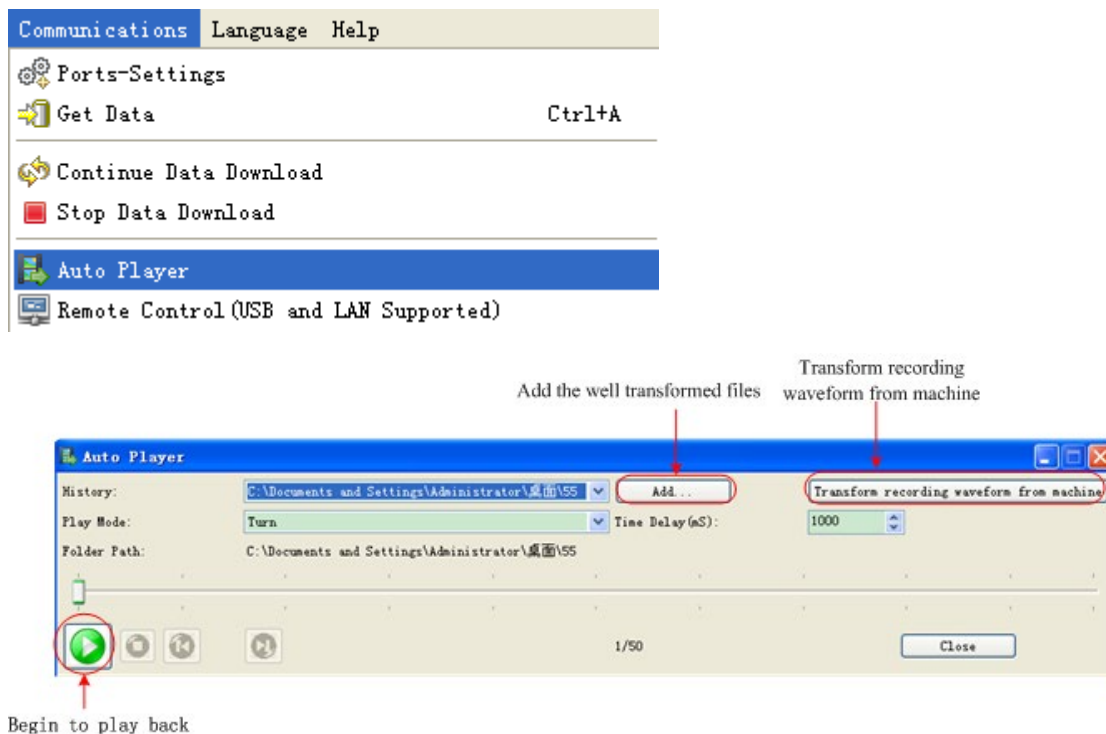 Communications Language Help
Ports-Settings
Get Data Ctrl+A
Continue Data Download
Stop Data Download
Auto Player
Remote Control(USB and LAN Supported)
Transform recording
waveform from machine
Add the well transformed files
Auto Player
History: C:\Documents and Settings\Administrator\桌面\55 Add... Transform recording waveform from machine
Play Mode: Turn Time Delay(mS): 1000
Folder Path: C:\Documents and Settings\Administrator\桌面\55
1/50 Close
Begin to play back